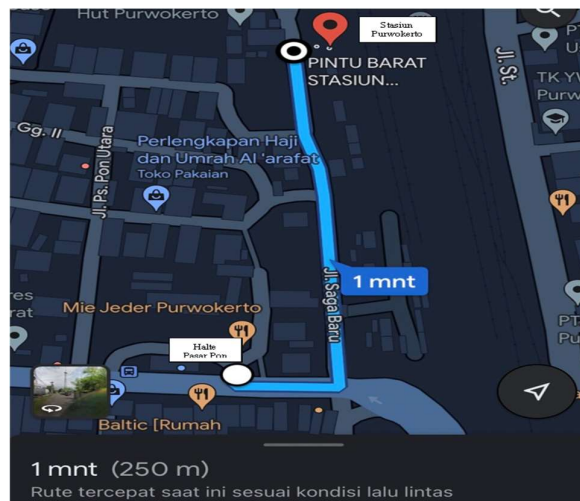 Hut Purwokerto
Stasiun
Purwokerto
PINTU BARAT
STASIUN...
Jl. St.
TK YV
Purw
Gg. II
Jl. Ps. Pon Utara
Perlengkapan Haji
dan Umrah Al 'arafat
Toko Pakaian
1 mnt
Jl. Saga Baru
res
rat
Mie Jeder Purwokerto
PT
Pu
Halte
Pasar Pon
Baltic [Rumah
1 mnt (250 m)
Rute tercepat saat ini sesuai kondisi lalu lintas